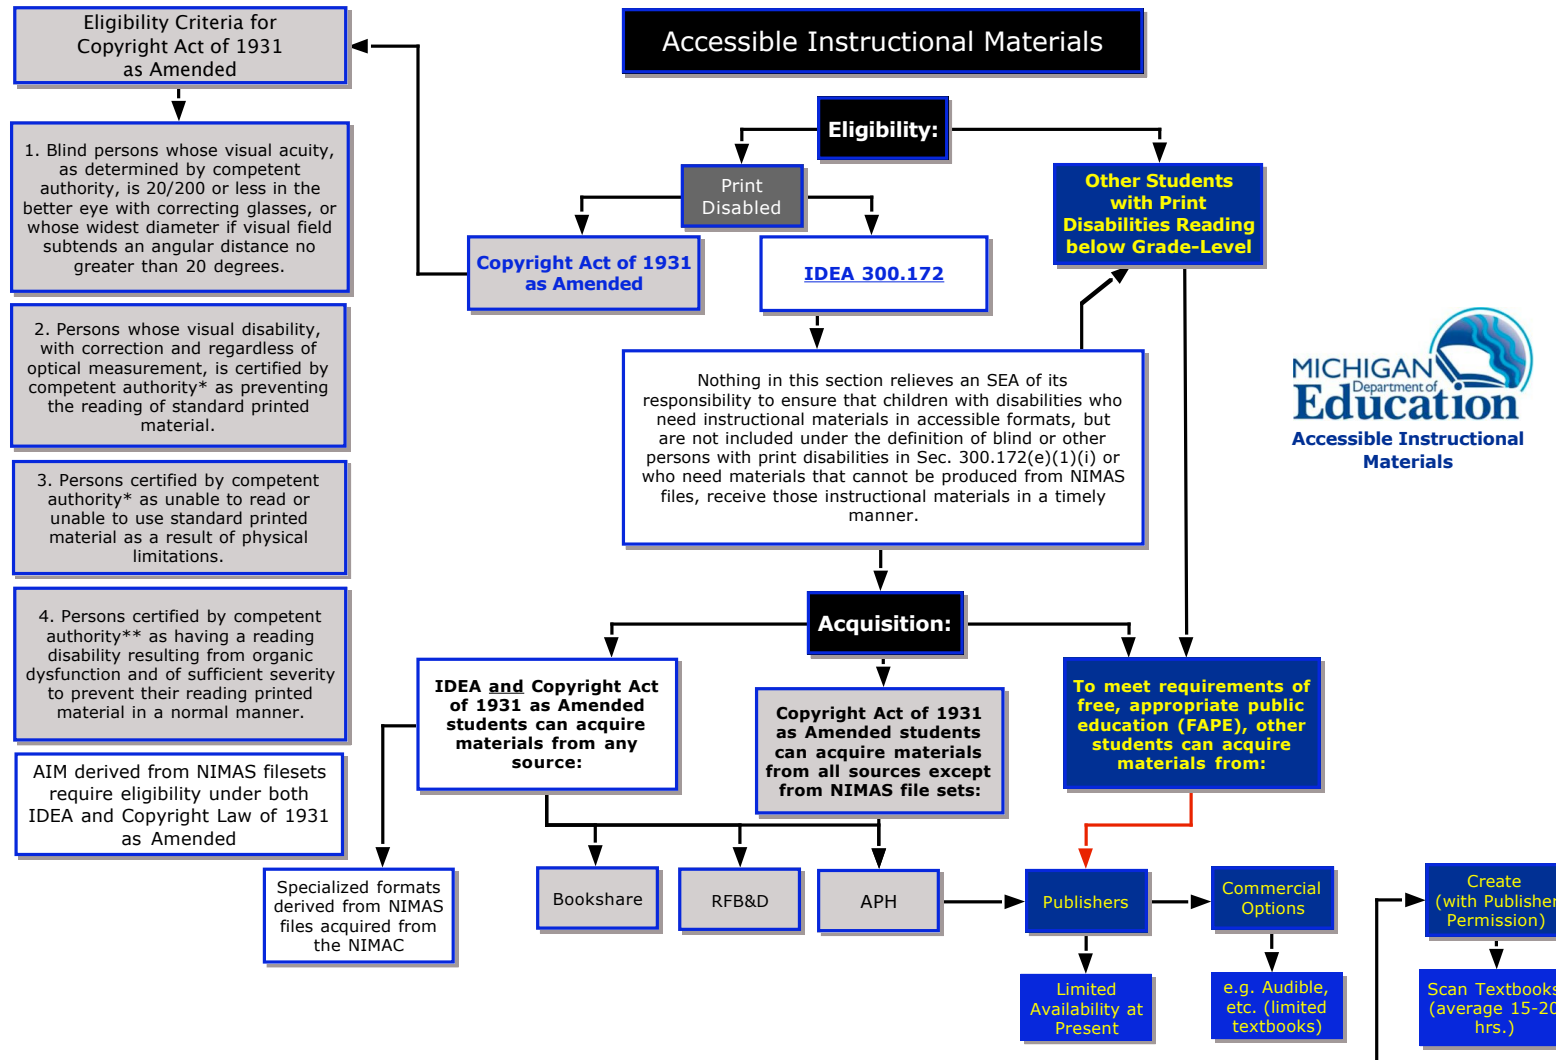 Accessible Instructional Materials
Eligibility Criteria for
Copyright Act of 1931
as Amended
1. Blind persons whose visual acuity,
as determined by competent
authority, is 20/200 or less in the
better eye with correcting glasses, or
whose widest diameter if visual field
subtends an angular distance no
greater than 20 degrees.
2. Persons whose visual disability,
with correction and regardless of
optical measurement, is certified by
competent authority* as preventing
the reading of standard printed
material.
3. Persons certified by competent
authority* as unable to read or
unable to use standard printed
material as a result of physical
limitations.
4. Persons certified by competent
authority** as having a reading
disability resulting from organic
dysfunction and of sufficient severity
to prevent their reading printed
material in a normal manner.
AIM derived from NIMAS filesets
require eligibility under both
IDEA and Copyright Law of 1931
as Amended
Eligibility:
Print
Disabled
Copyright Act of 1931
as Amended
IDEA 300.172
Other Students
with Print
Disabilities Reading
below Grade-Level
Nothing in this section relieves an SEA of its
responsibility to ensure that children with disabilities who
need instructional materials in accessible formats, but
are not included under the definition of blind or other
persons with print disabilities in Sec. 300.172(e)(1)(i) or
who need materials that cannot be produced from NIMAS
files, receive those instructional materials in a timely
manner.
MICHIGAN
Department of
Education
Accessible Instructional
Materials
Acquisition:
IDEA and Copyright Act
of 1931 as Amended
students can acquire
materials from any
source:
Copyright Act of 1931
as Amended students
can acquire materials
from all sources except
from NIMAS file sets:
To meet requirements of
free, appropriate public
education (FAPE), other
students can acquire
materials from:
Specialized formats
derived from NIMAS
files acquired from
the NIMAC
Bookshare
RFB&D
APH
Publishers
Commercial
Options
Create
(with Publisher
Permission)
Limited
Availability at
Present
e.g. Audible,
etc. (limited
textbooks)
Scan Textbooks
(average 15-20
hrs.)